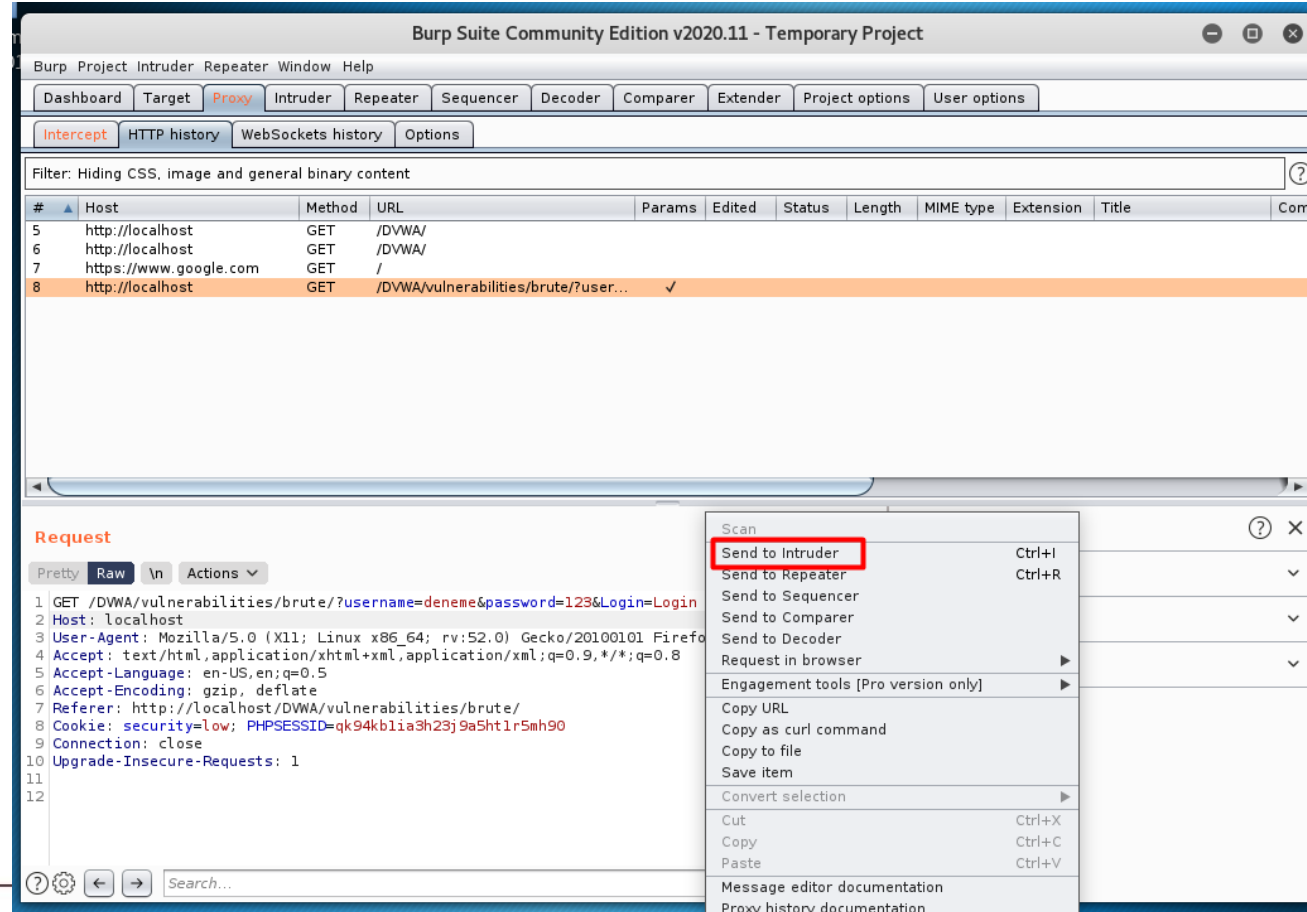 Burp Suite Community Edition v2020.11 - Temporary Project
Burp Project Intruder Repeater Window Help
Dashboard Target Proxy Intruder Repeater Sequencer Decoder Comparer Extender Project options User options
Intercept HTTP history WebSockets history Options
Filter: Hiding CSS, image and general binary content
# Host Method URL Params Edited Status Length MIME type Extension Title Com
5 http://localhost GET /DVWA/
6 http://localhost GET /DVWA/
7 https://www.google.com GET /
8 http://localhost GET /DVWA/vulnerabilities/brute/?user... ✓
Request
Pretty Raw \n Actions
1 GET /DVWA/vulnerabilities/brute/?username=deneme&password=123&Login=Login
2 Host: localhost
3 User-Agent: Mozilla/5.0 (X11; Linux x86_64; rv:52.0) Gecko/20100101 Firefo
4 Accept: text/html,application/xhtml+xml,application/xml;q=0.9,*/*;q=0.8
5 Accept-Language: en-US,en;q=0.5
6 Accept-Encoding: gzip, deflate
7 Referer: http://localhost/DVWA/vulnerabilities/brute/
8 Cookie: security=low; PHPSESSID=qk94kblia3h23j9a5htlr5mh90
9 Connection: close
10 Upgrade-Insecure-Requests: 1
11
12
Search...
Scan
Send to Intruder Ctrl+I
Send to Repeater Ctrl+R
Send to Sequencer
Send to Comparer
Send to Decoder
Request in browser
Engagement tools [Pro version only]
Copy URL
Copy as curl command
Copy to file
Save item
Convert selection
Cut Ctrl+X
Copy Ctrl+C
Paste Ctrl+V
Message editor documentation
Proxy history documentation